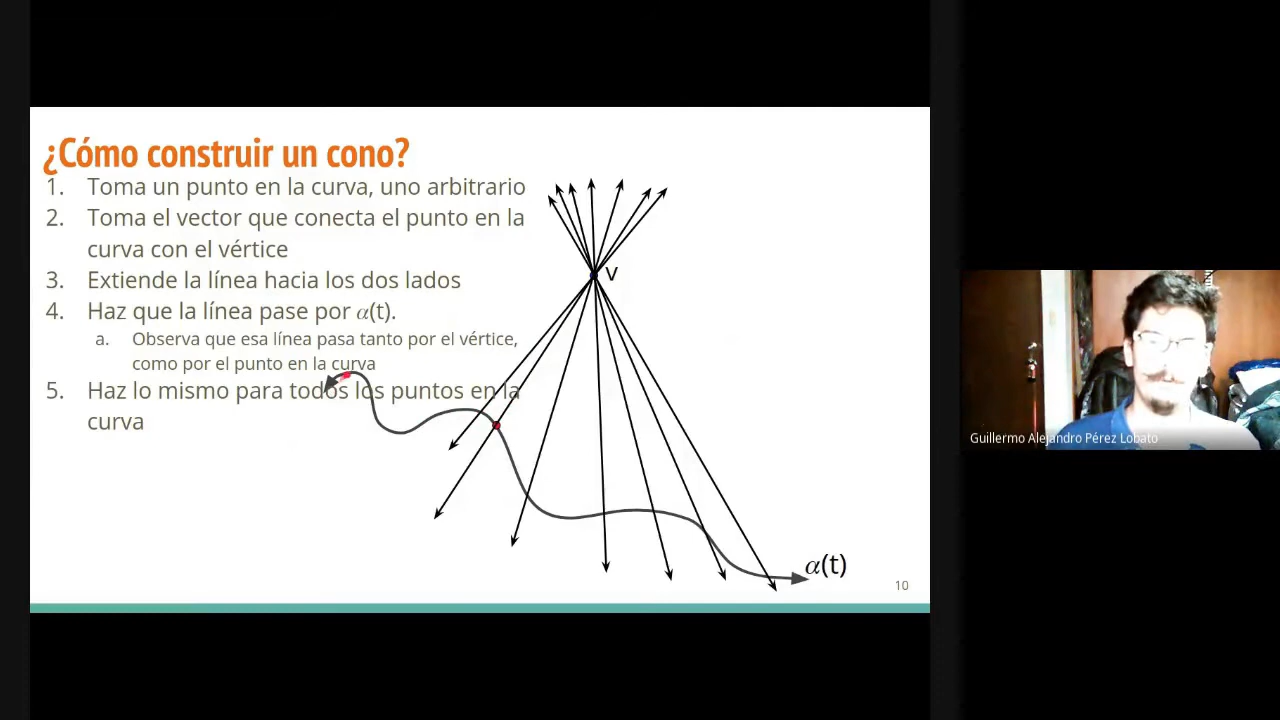 ¿Cómo construir un cono?
1. Toma un punto en la curva, uno arbitrario
2. Toma el vector que conecta el punto en la
curva con el vértice
3. Extiende la línea hacia los dos lados
4. Haz que la línea pase por α(t).
a. Observa que esa línea pasa tanto por el vértice,
como por el punto en la curva
5. Haz lo mismo para todos los puntos en la
curva
v
α(t)
10
Guillermo Alejandro Pérez Lobato